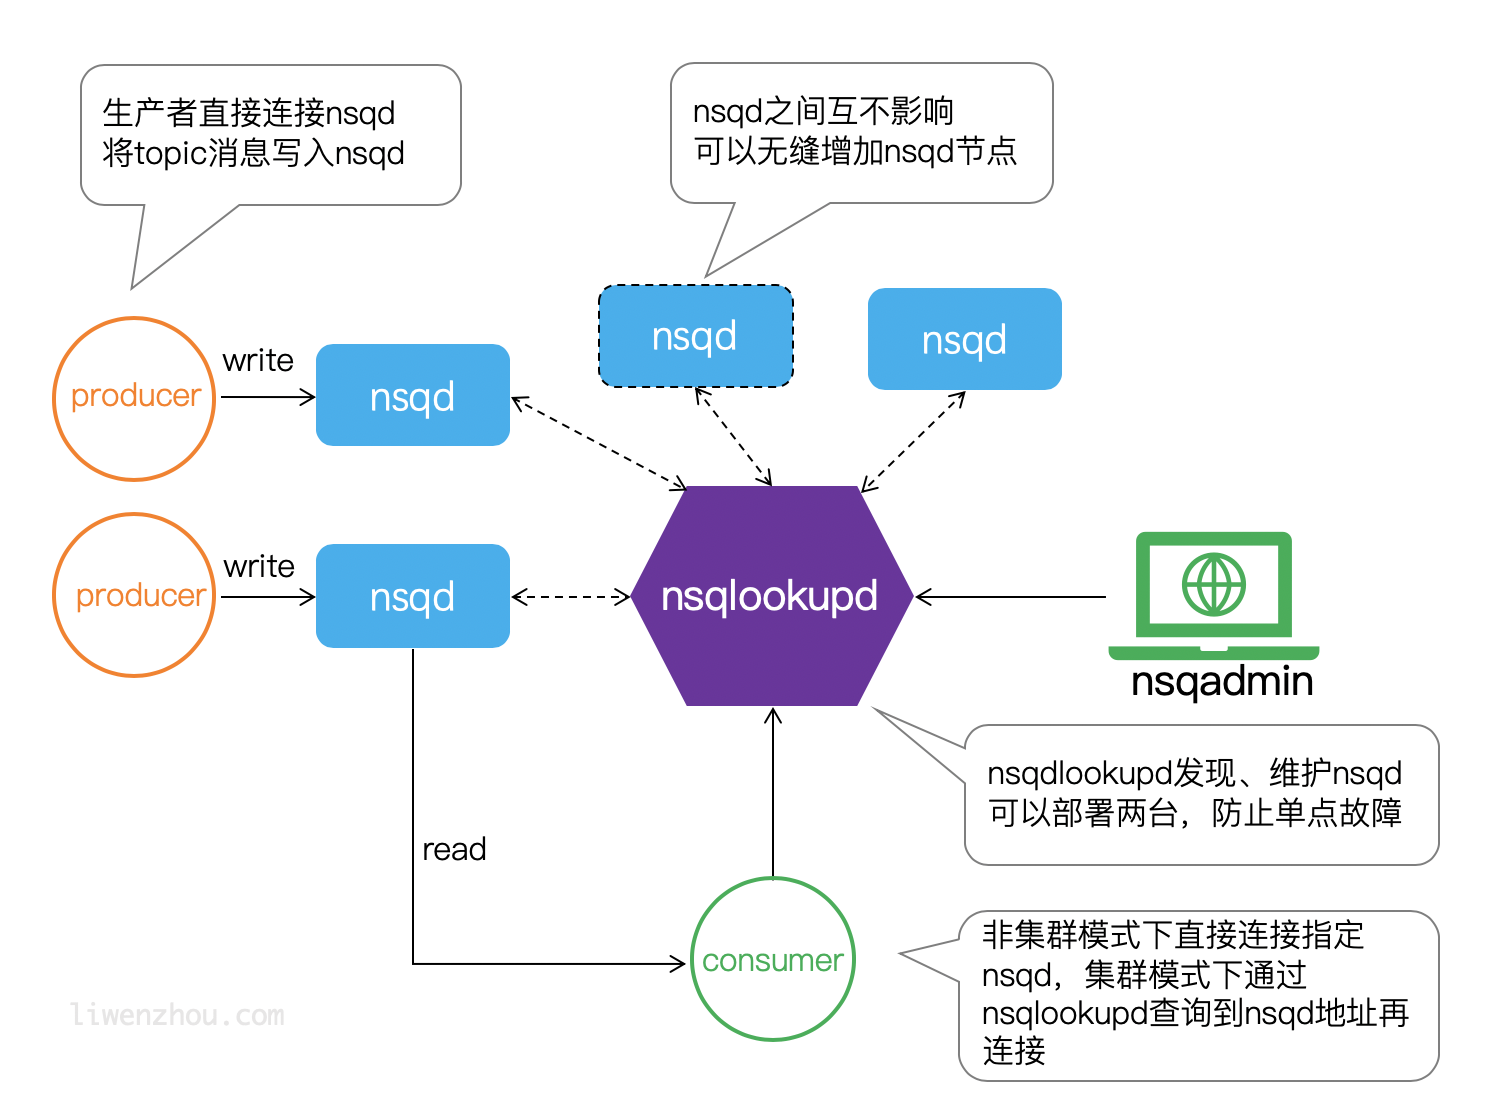 生产者直接连接nsqd
将topic消息写入nsqd
nsqd之间互不影响
可以无缝增加nsqd节点
nsqd
nsqd
producer
write
nsqd
producer
write
nsqd
nsqlookupd
nsqadmin
nsqdlookupd发现、维护nsqd
可以部署两台，防止单点故障
read
consumer
非集群模式下直接连接指定
nsqd，集群模式下通过
nsqlookupd查询到nsqd地址再
连接
liwenzhou.com